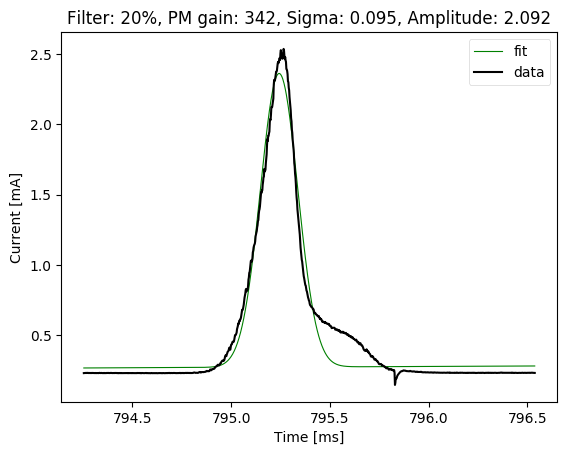 Filter: 20%, PM gain: 342, Sigma: 0.095, Amplitude: 2.092
fit
data
2.5
2.0
1.5
1.0
0.5
Current [mA]
794.5 795.0 795.5 796.0 796.5
Time [ms]